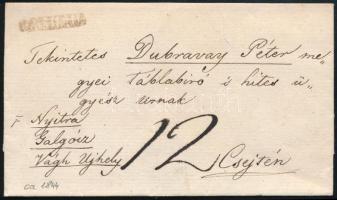 Tekintetes Dubravay Péter me„
gyei táblabiró s hites ü„
gyész urnak
Nyitra
Galgócz
Vágh Ujhely 12 Csejtén
ca. 1844